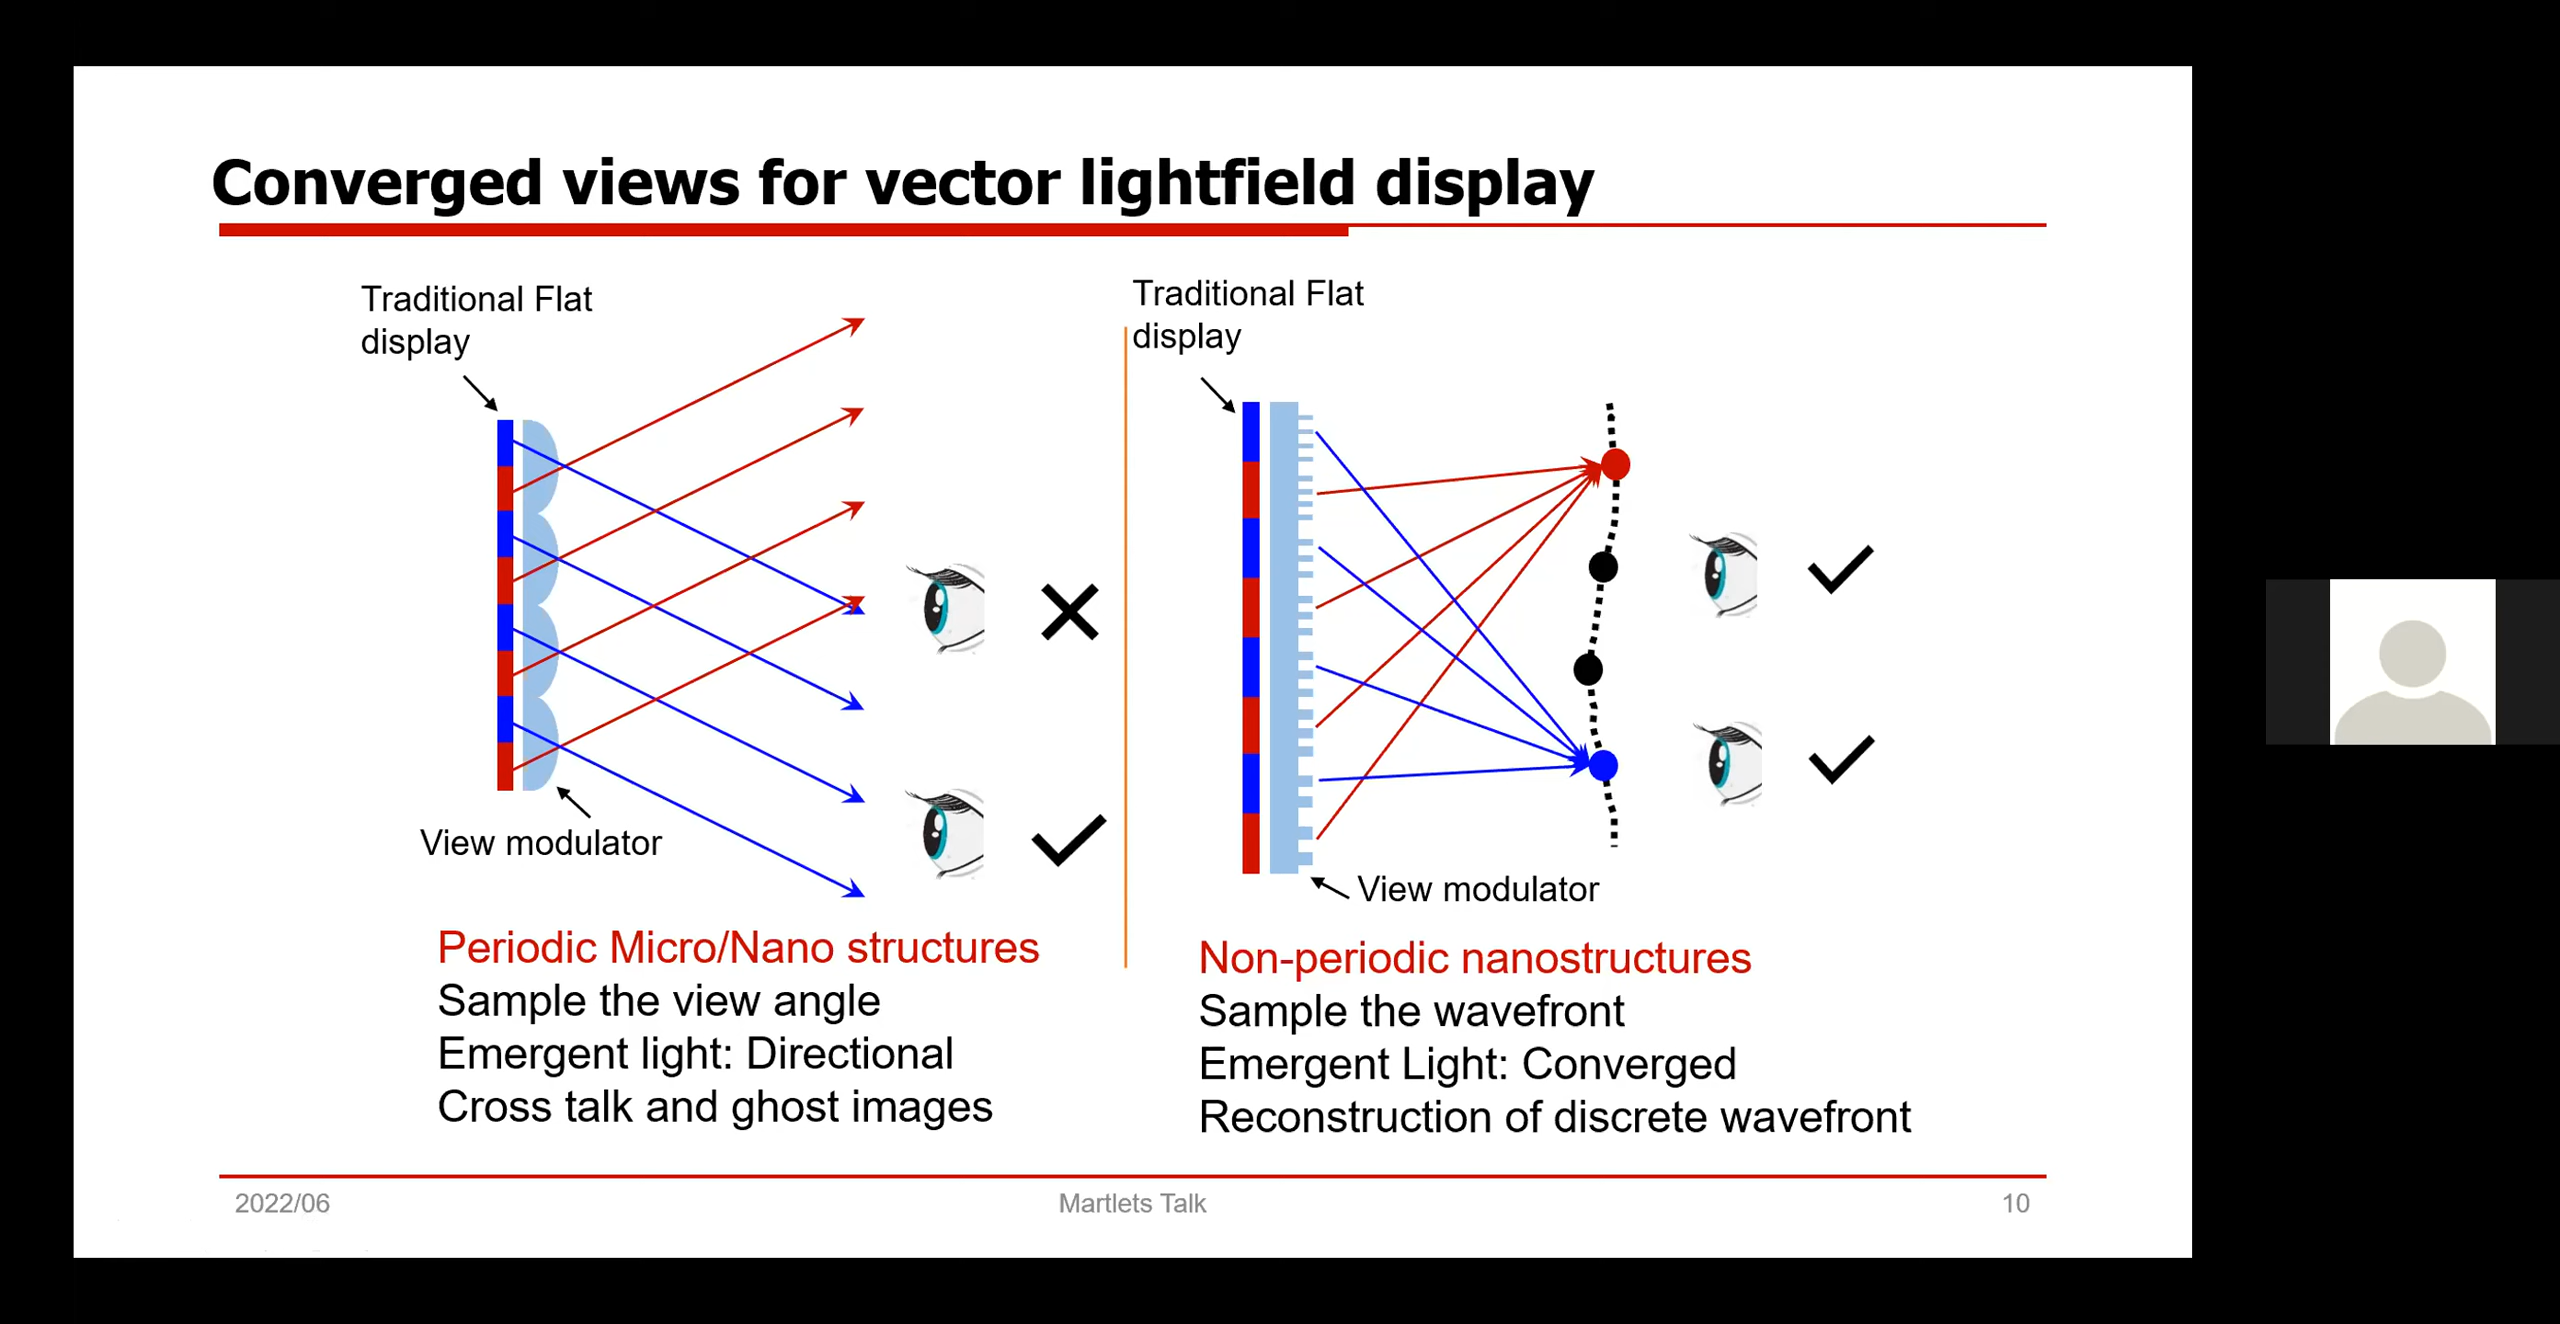 Converged views for vector lightfield display
Traditional Flat
display
View modulator
Periodic Micro/Nano structures
Sample the view angle
Emergent light: Directional
Cross talk and ghost images
Traditional Flat
display
View modulator
Non-periodic nanostructures
Sample the wavefront
Emergent Light: Converged
Reconstruction of discrete wavefront
2022/06
Martlets Talk
10